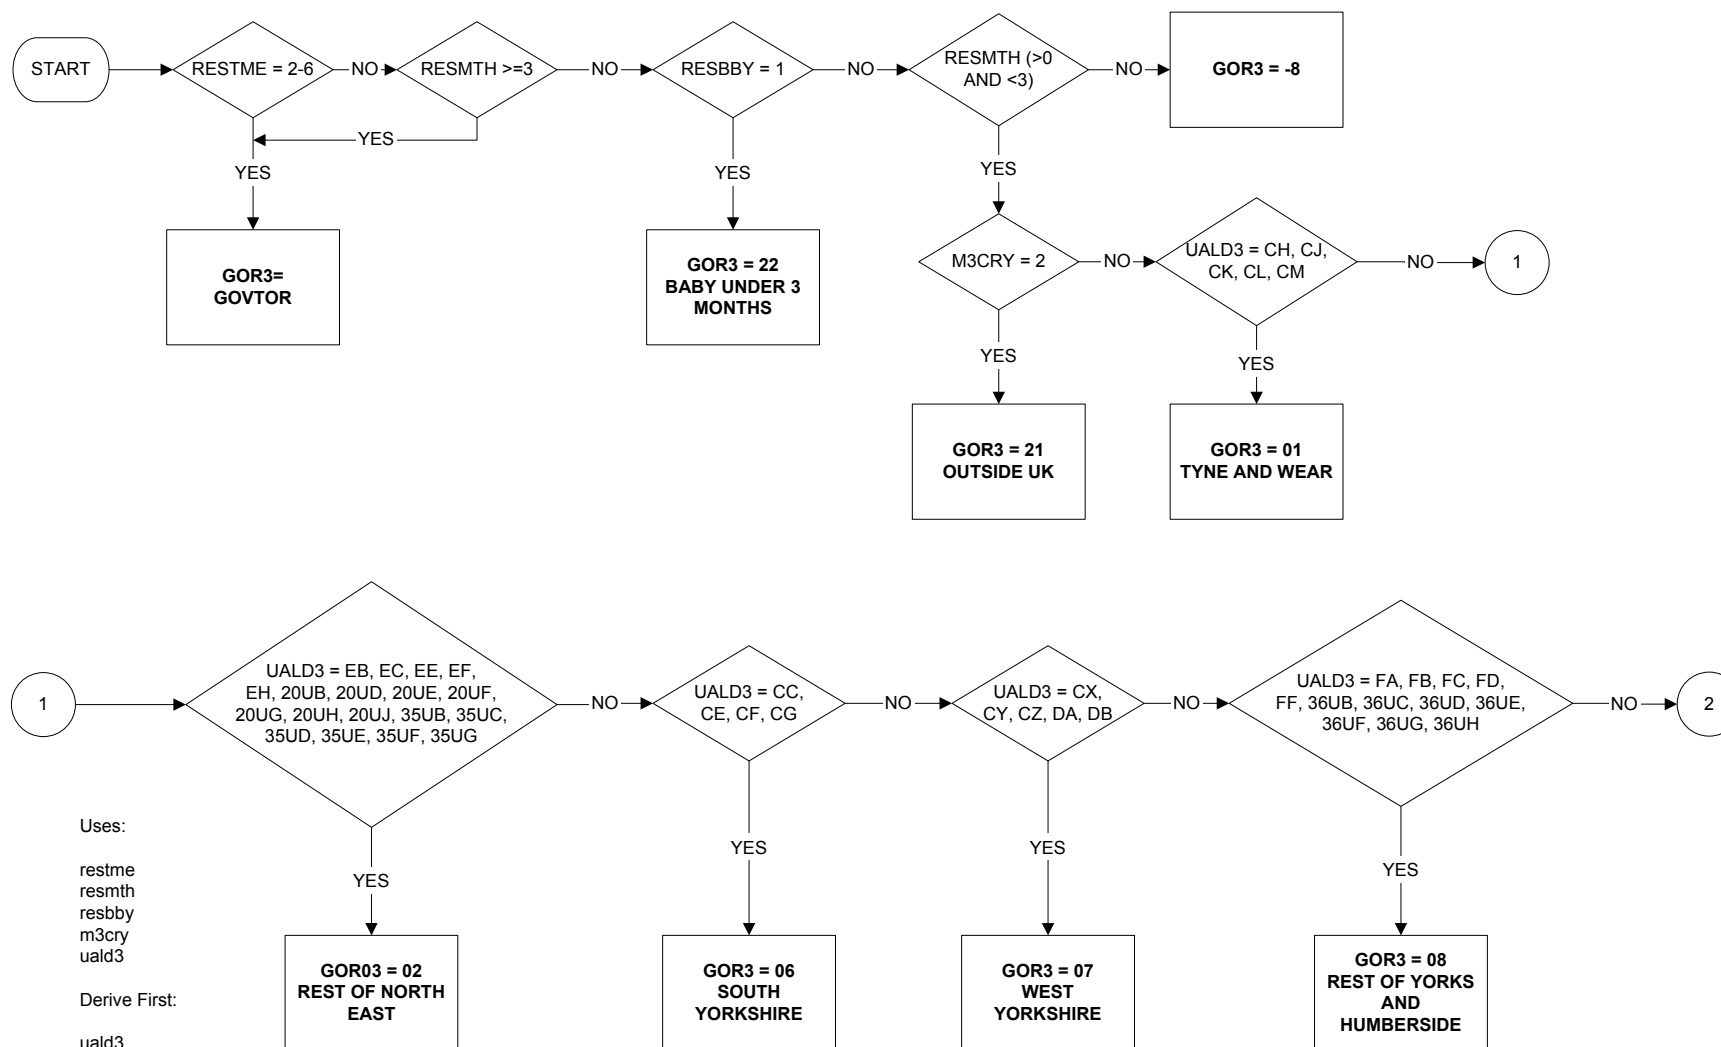 START
RESTME = 2-6
NO
RESMTH >=3
NO
RESBBY = 1
NO
RESMTH (>0
AND <3)
NO
GOR3 = -8
YES
YES
YES
YES
GOR3=
GOVTOR
GOR3 = 22
BABY UNDER 3
MONTHS
M3CRY = 2
NO
UALD3 = CH, CJ,
CK, CL, CM
NO
1
YES
YES
GOR3 = 21
OUTSIDE UK
GOR3 = 01
TYNE AND WEAR
1
UALD3 = EB, EC, EE, EF,
EH, 20UB, 20UD, 20UE, 20UF,
20UG, 20UH, 20UJ, 35UB, 35UC,
35UD, 35UE, 35UF, 35UG
NO
UALD3 = CC,
CE, CF, CG
NO
UALD3 = CX,
CY, CZ, DA, DB
NO
UALD3 = FA, FB, FC, FD,
FF, 36UB, 36UC, 36UD, 36UE,
36UF, 36UG, 36UH
NO
2
YES
YES
YES
YES
GOR03 = 02
REST OF NORTH
EAST
GOR3 = 06
SOUTH
YORKSHIRE
GOR3 = 07
WEST
YORKSHIRE
GOR3 = 08
REST OF YORKS
AND
HUMBERSIDE
Uses:
restme
resmth
resbby
m3cry
uald3
Derive First:
uald3